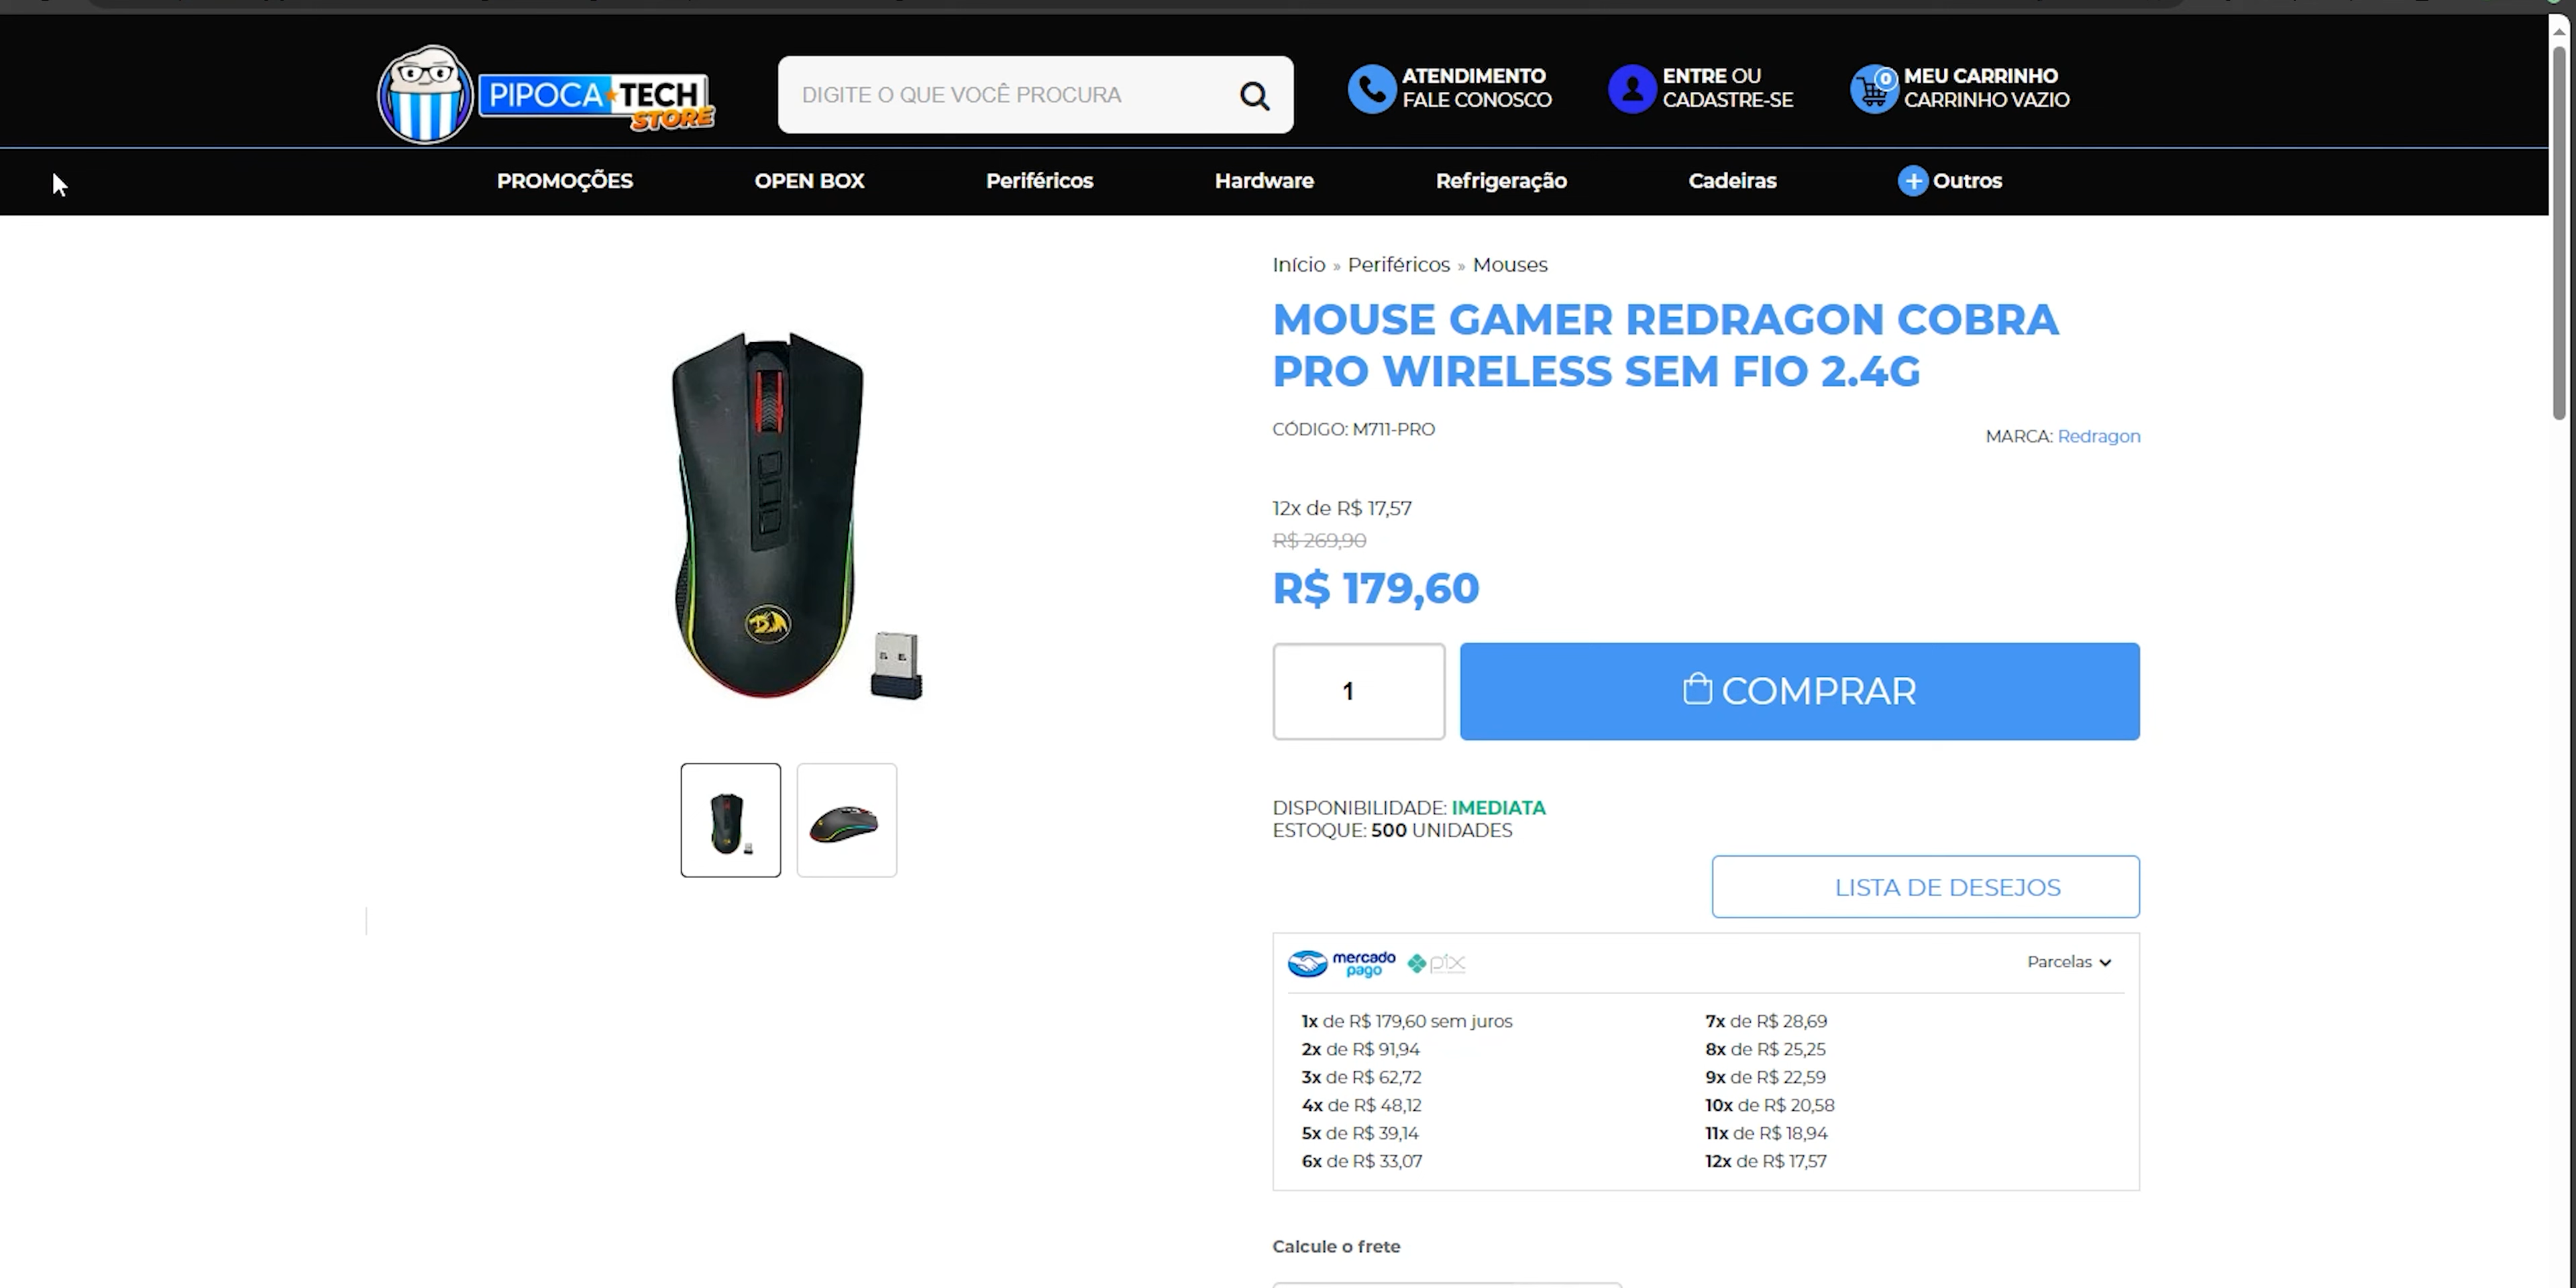 PIPOCA TECH
STORE
DIGITE O QUE VOCÊ PROCURA
ATENDIMENTO
FALE CONOSCO
ENTRE OU
CADASTRE-SE
0
MEU CARRINHO
CARRINHO VAZIO
PROMOÇÕES
OPEN BOX
Periféricos
Hardware
Refrigeração
Cadeiras
Outros
Início » Periféricos » Mouses
MOUSE GAMER REDRAGON COBRA
PRO WIRELESS SEM FIO 2.4G
CÓDIGO: M711-PRO
MARCA: Redragon
12x de R$ 17,57
R$ 269,90
R$ 179,60
1
COMPRAR
DISPONIBILIDADE: IMEDIATA
ESTOQUE: 500 UNIDADES
LISTA DE DESEJOS
mercado
pago
pix
Parcelas
1x de R$ 179,60 sem juros
2x de R$ 91,94
3x de R$ 62,72
4x de R$ 48,12
5x de R$ 39,14
6x de R$ 33,07
7x de R$ 28,69
8x de R$ 25,25
9x de R$ 22,59
10x de R$ 20,58
11x de R$ 18,94
12x de R$ 17,57
Calcule o frete